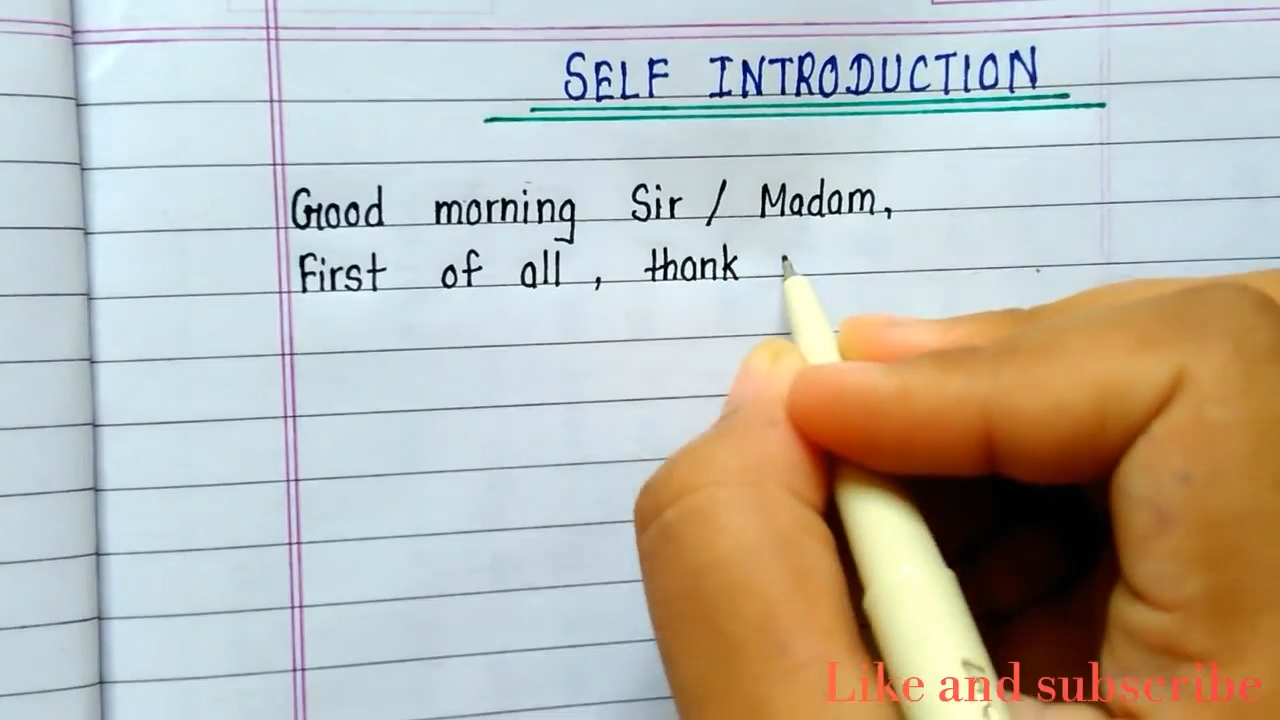 SELF INTRODUCTION
Good morning Sir / Madam,
First of all, thank
Like and subscribe